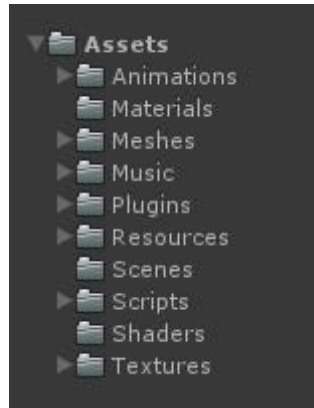 Assets
Animations
Materials
Meshes
Music
Plugins
Resources
Scenes
Scripts
Shaders
Textures